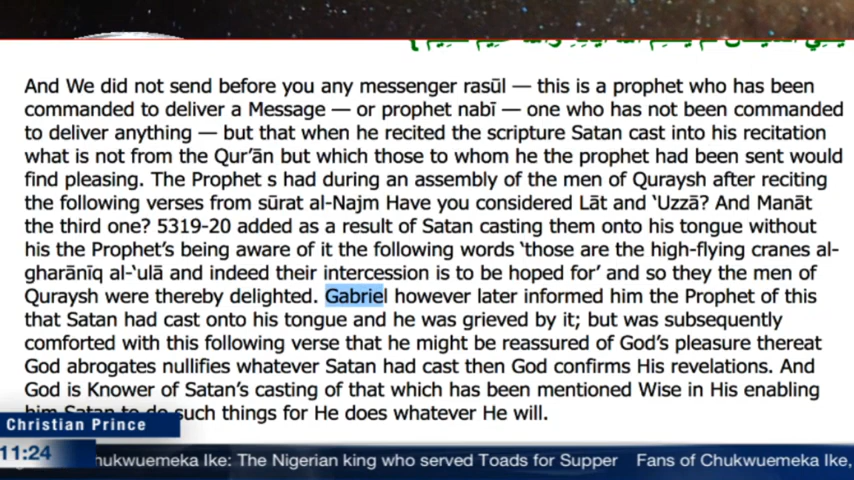 And We did not send before you any messenger rasūl — this is a prophet who has been
commanded to deliver a Message — or prophet nabī — one who has not been commanded
to deliver anything — but that when he recited the scripture Satan cast into his recitation
what is not from the Qur’ān but which those to whom he the prophet had been sent would
find pleasing. The Prophet s had during an assembly of the men of Quraysh after reciting
the following verses from sūrat al-Najm Have you considered Lāt and ‘Uzzā? And Manāt
the third one? 5319-20 added as a result of Satan casting them onto his tongue without
his the Prophet’s being aware of it the following words ‘those are the high-flying cranes al-
gharānīq al-‘ulā and indeed their intercession is to be hoped for’ and so they the men of
Quraysh were thereby delighted. Gabriel however later informed him the Prophet of this
that Satan had cast onto his tongue and he was grieved by it; but was subsequently
comforted with this following verse that he might be reassured of God’s pleasure thereat
God abrogates nullifies whatever Satan had cast then God confirms His revelations. And
God is Knower of Satan’s casting of that which has been mentioned Wise in His enabling
him Satan to do such things for He does whatever He will.
Christian Prince
11:24
hukwuemeka Ike: The Nigerian king who served Toads for Supper Fans of Chukwuemeka Ike,